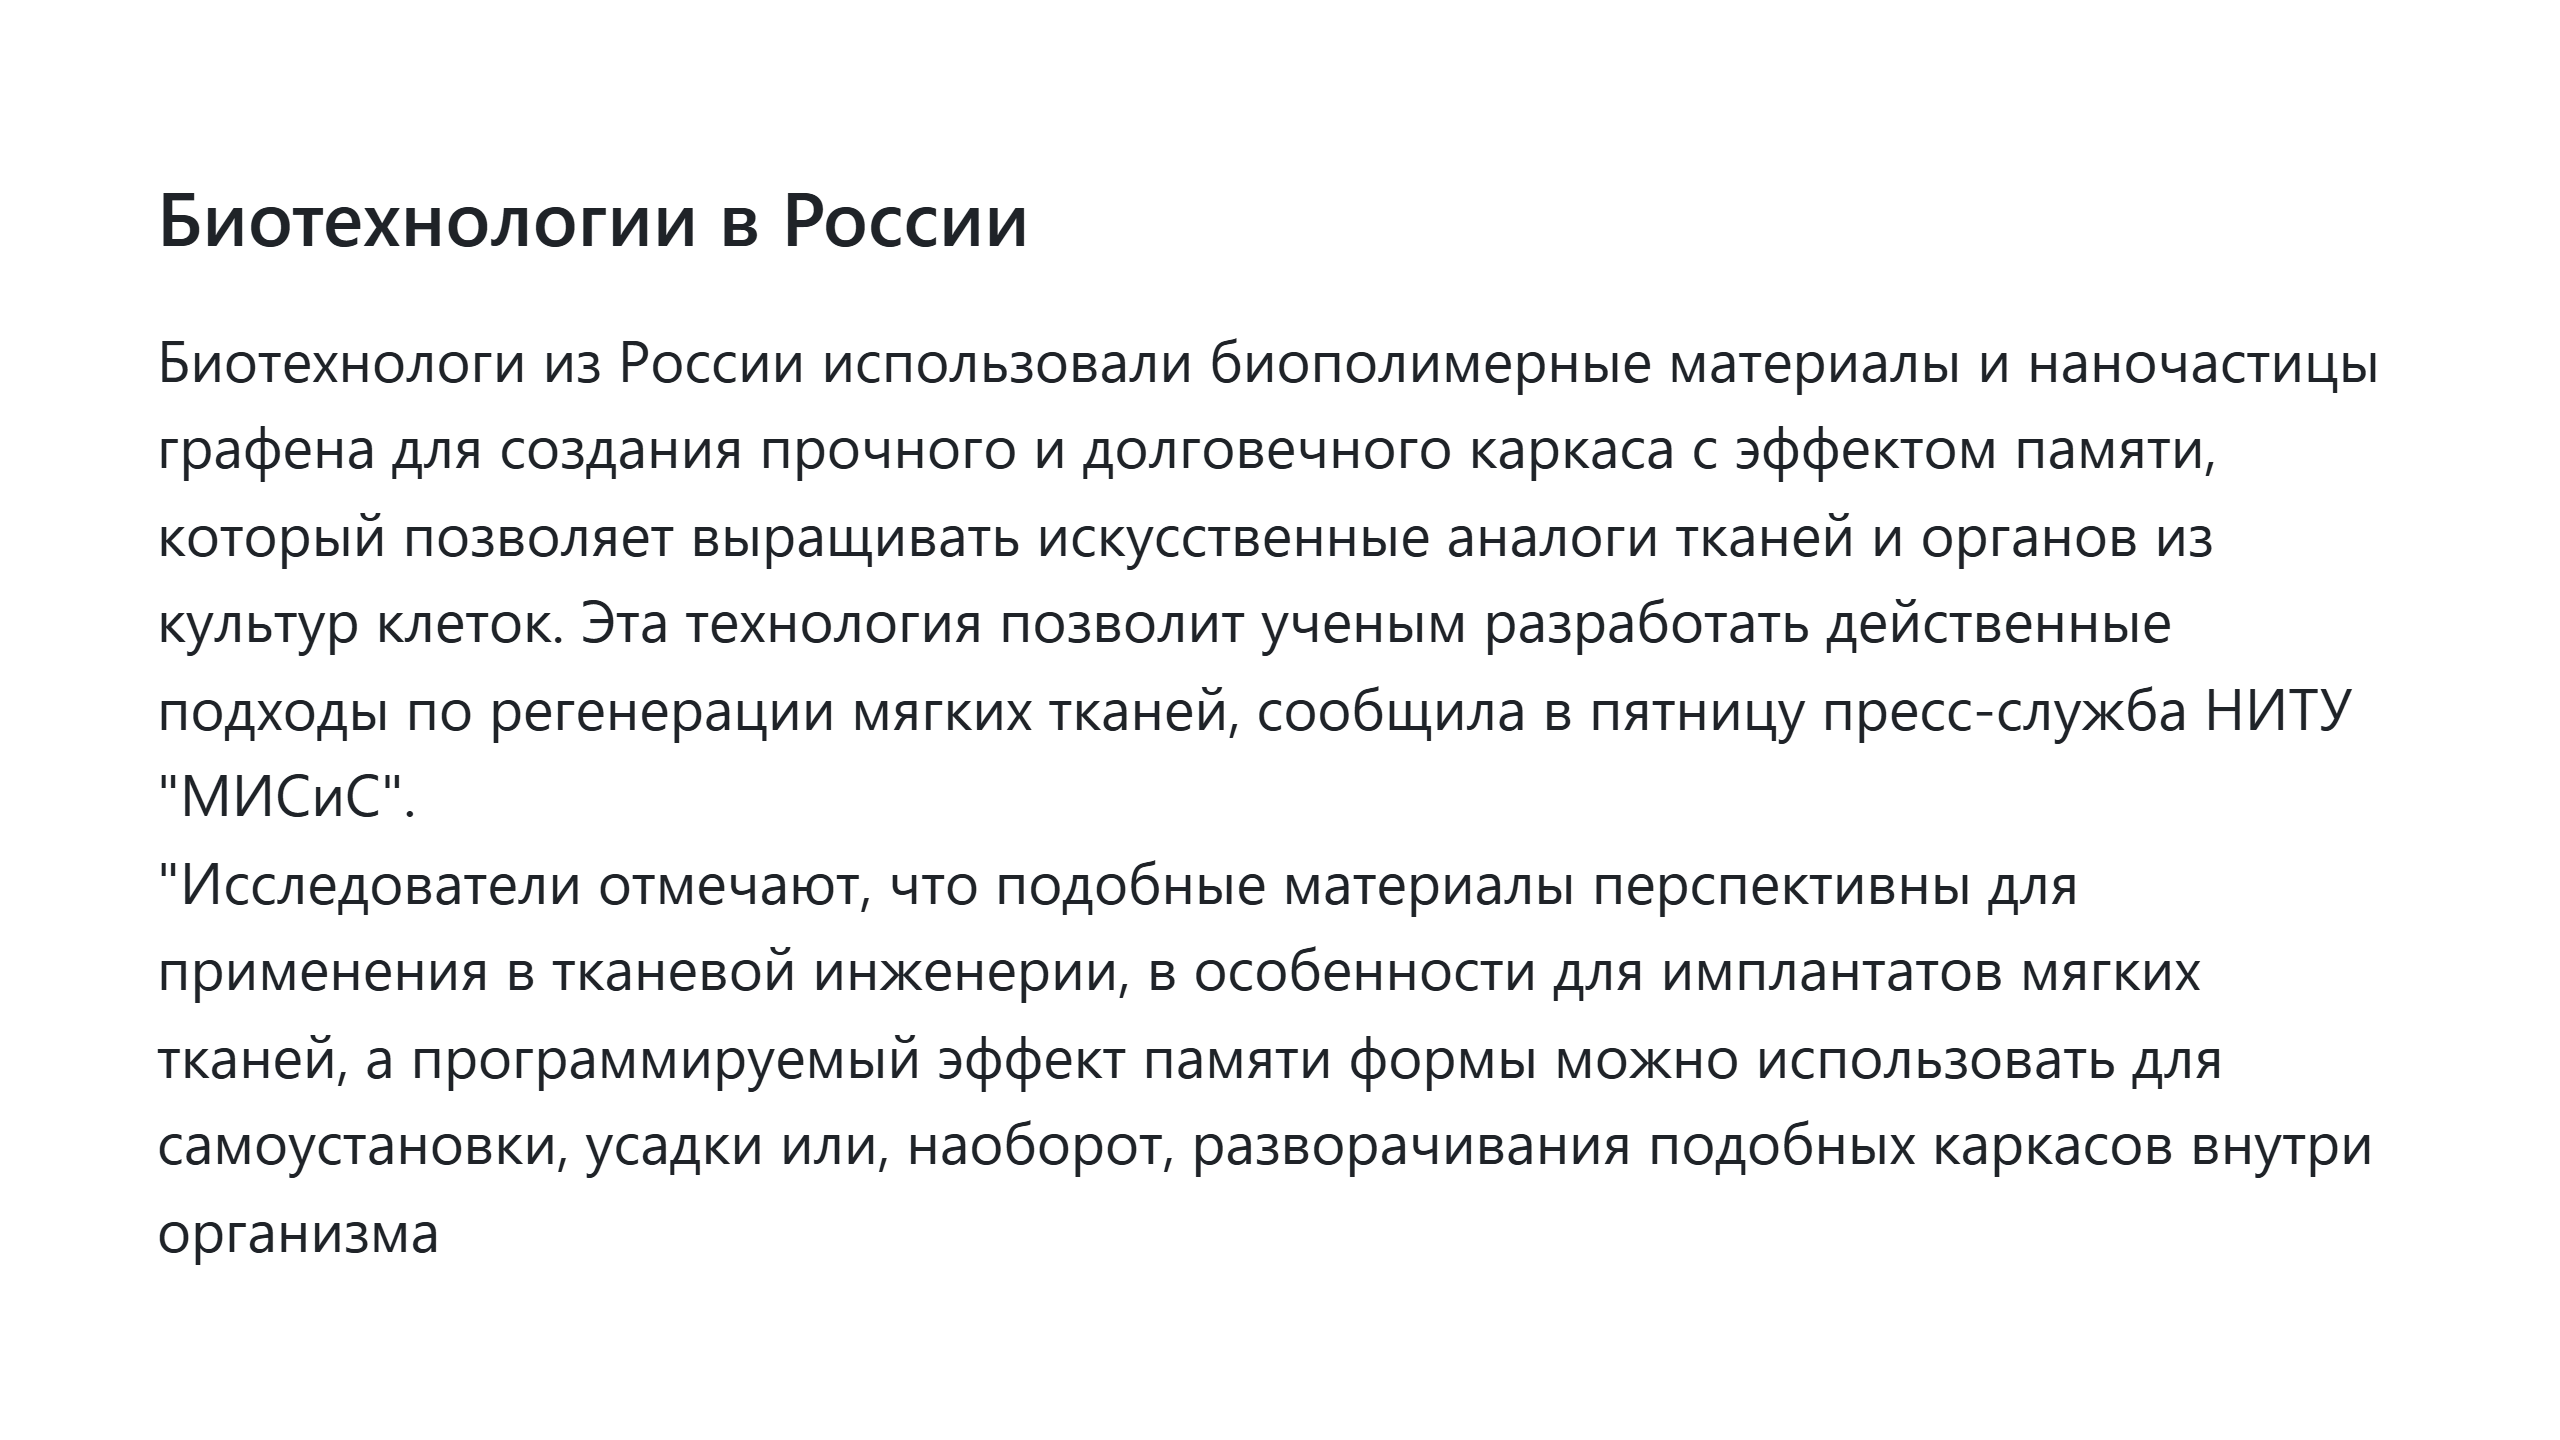 Биотехнологии в России
Биотехнологи из России использовали биополимерные материалы и наночастицы
графена для создания прочного и долговечного каркаса с эффектом памяти,
который позволяет выращивать искусственные аналоги тканей и органов из
культур клеток. Эта технология позволит ученым разработать действенные
подходы по регенерации мягких тканей, сообщила в пятницу пресс-служба НИТУ
"МИСиС".
"Исследователи отмечают, что подобные материалы перспективны для
применения в тканевой инженерии, в особенности для имплантатов мягких
тканей, а программируемый эффект памяти формы можно использовать для
самоустановки, усадки или, наоборот, разворачивания подобных каркасов внутри
организма